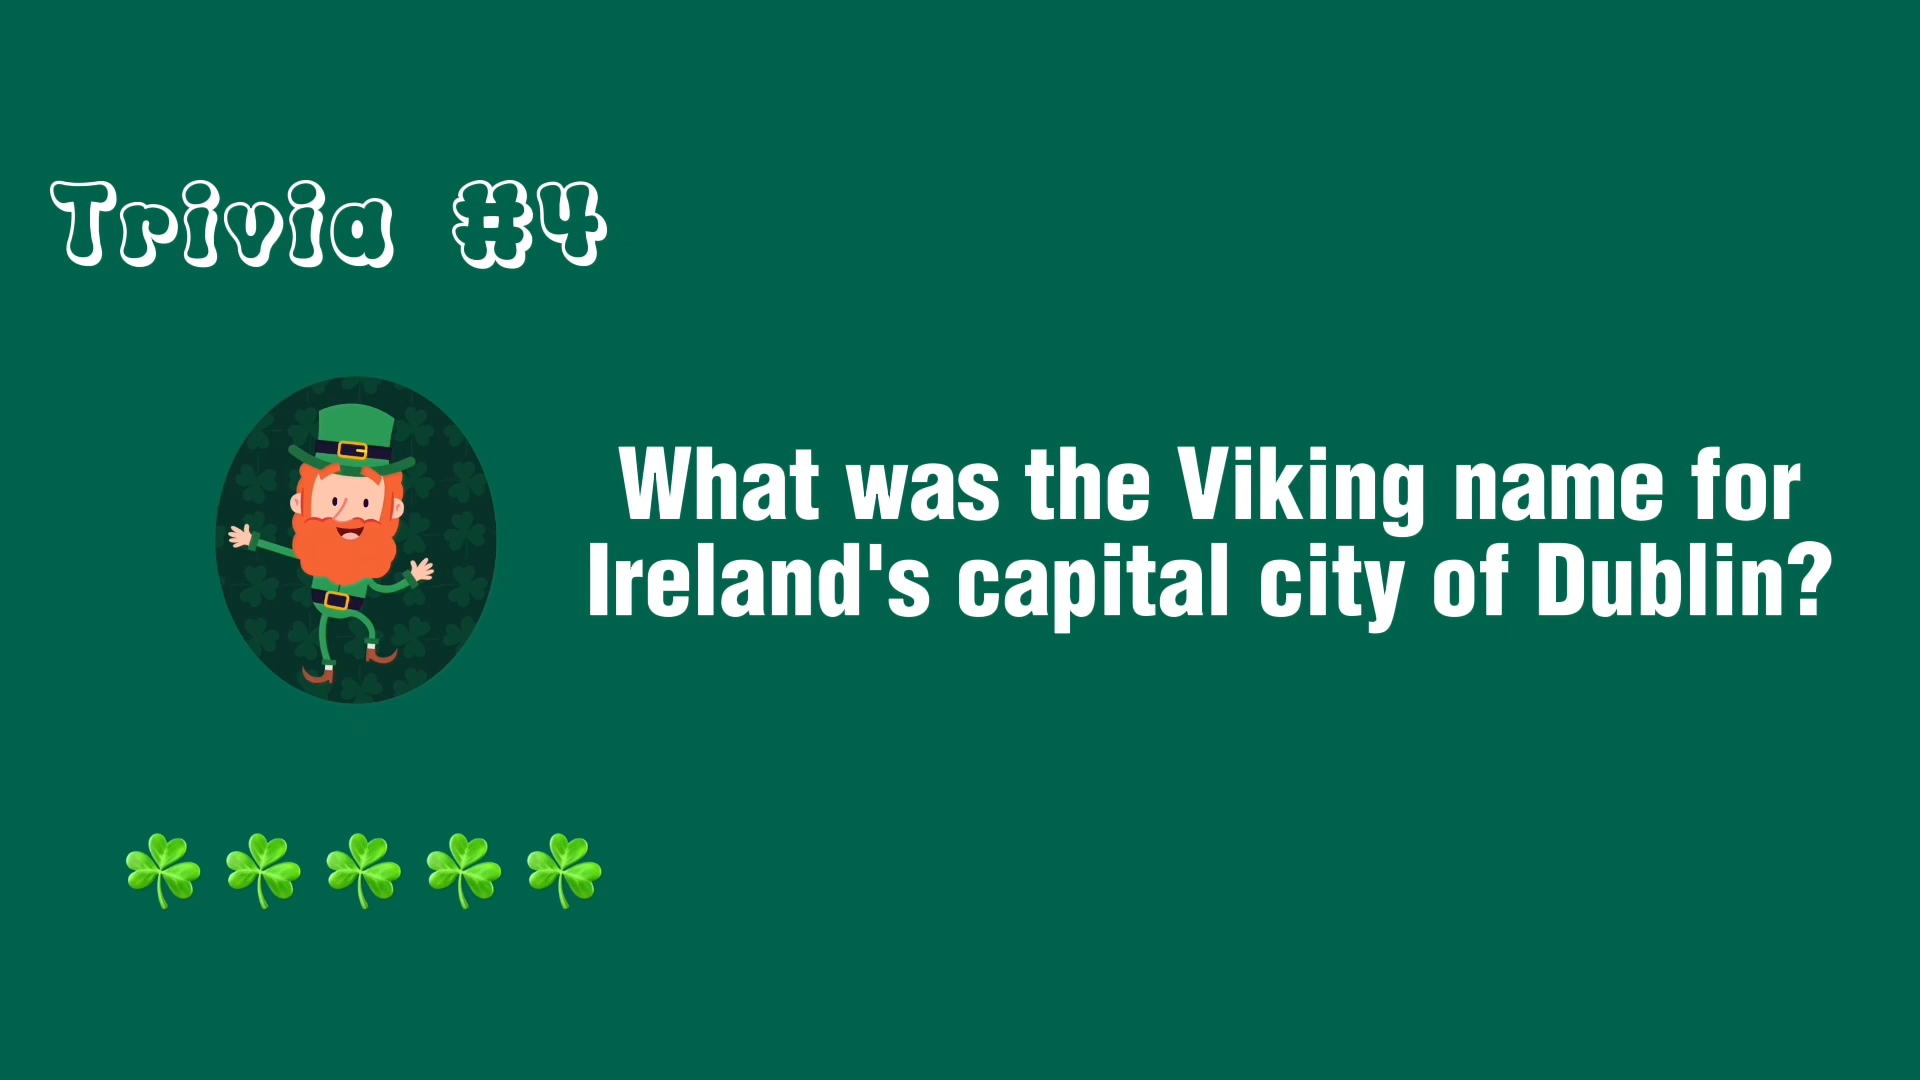 Trivia #4
What was the Viking name for
Ireland's capital city of Dublin?